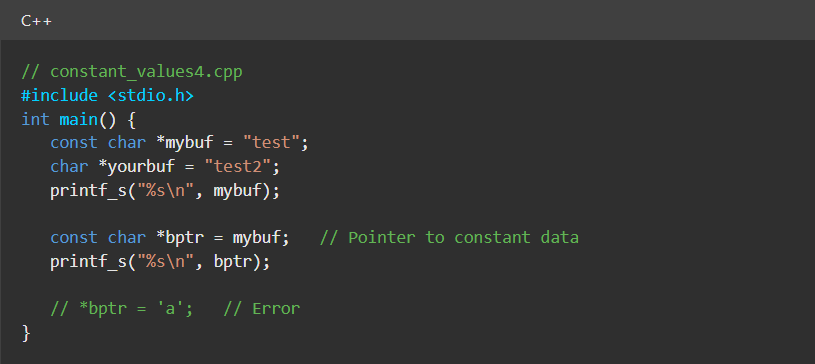 C++
// constant_values4.cpp
#include <stdio.h>
int main() {
   const char *mybuf = "test";
   char *yourbuf = "test2";
   printf_s("%s\n", mybuf);

   const char *bptr = mybuf;   // Pointer to constant data
   printf_s("%s\n", bptr);

   // *bptr = 'a';   // Error
}